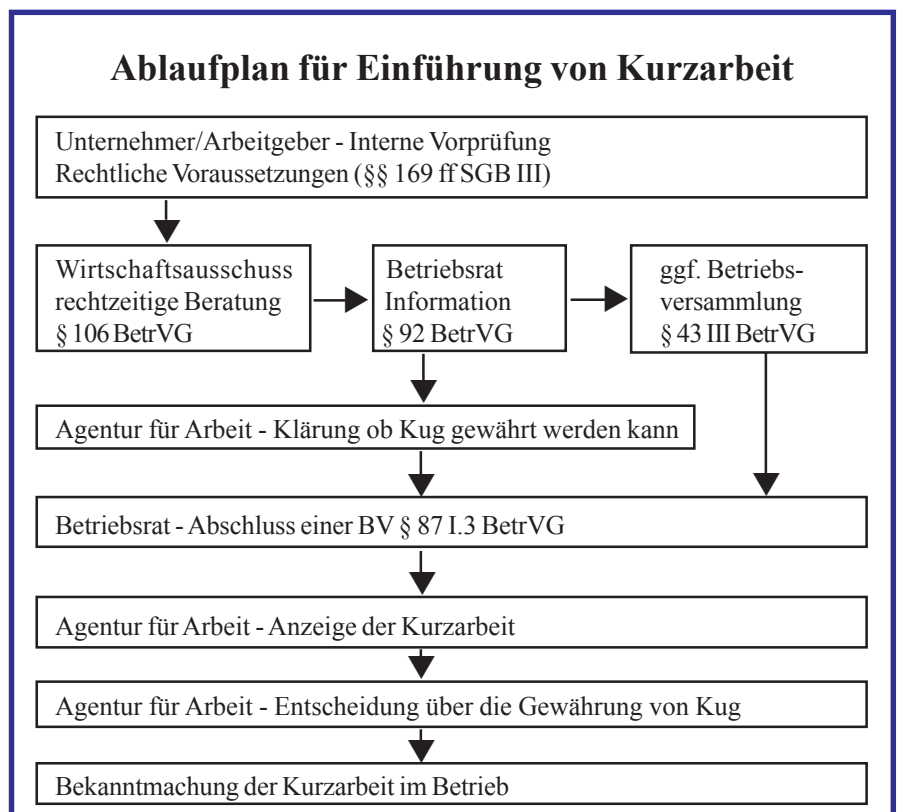 Ablaufplan für Einführung von Kurzarbeit
Unternehmer/Arbeitgeber - Interne Vorprüfung
Rechtliche Voraussetzungen (§§ 169 ff SGB III)
Wirtschaftsausschuss
rechtzeitige Beratung
§ 106 BetrVG
Betriebsrat
Information
§ 92 BetrVG
ggf. Betriebs-
versammlung
§ 43 III BetrVG
Agentur für Arbeit - Klärung ob Kug gewährt werden kann
Betriebsrat - Abschluss einer BV § 87 I.3 BetrVG
Agentur für Arbeit - Anzeige der Kurzarbeit
Agentur für Arbeit - Entscheidung über die Gewährung von Kug
Bekanntmachung der Kurzarbeit im Betrieb